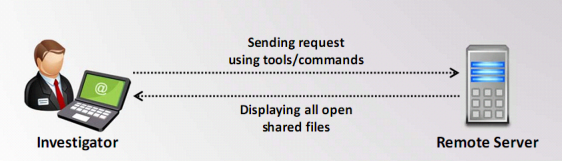 Sending request
using tools/commands
@
Displaying all open
shared files
Investigator
Remote Server